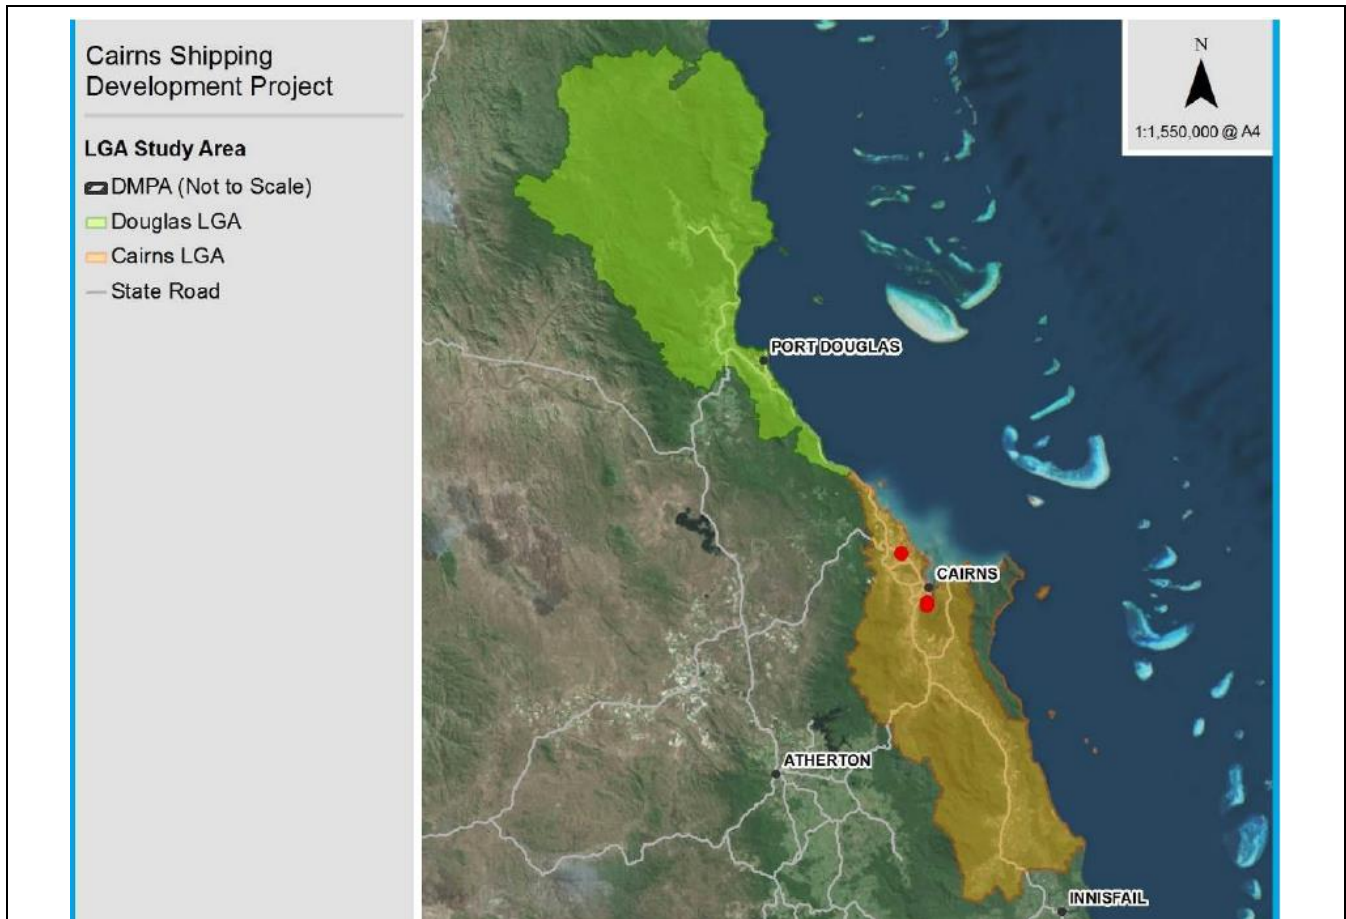 Cairns Shipping
Development Project
LGA Study Area
DMPA (Not to Scale)
Douglas LGA
Cairns LGA
State Road
N
1:1,550,000 @ A4
PORT DOUGLAS
CAIRNS
ATHERTON
INNISFAIL